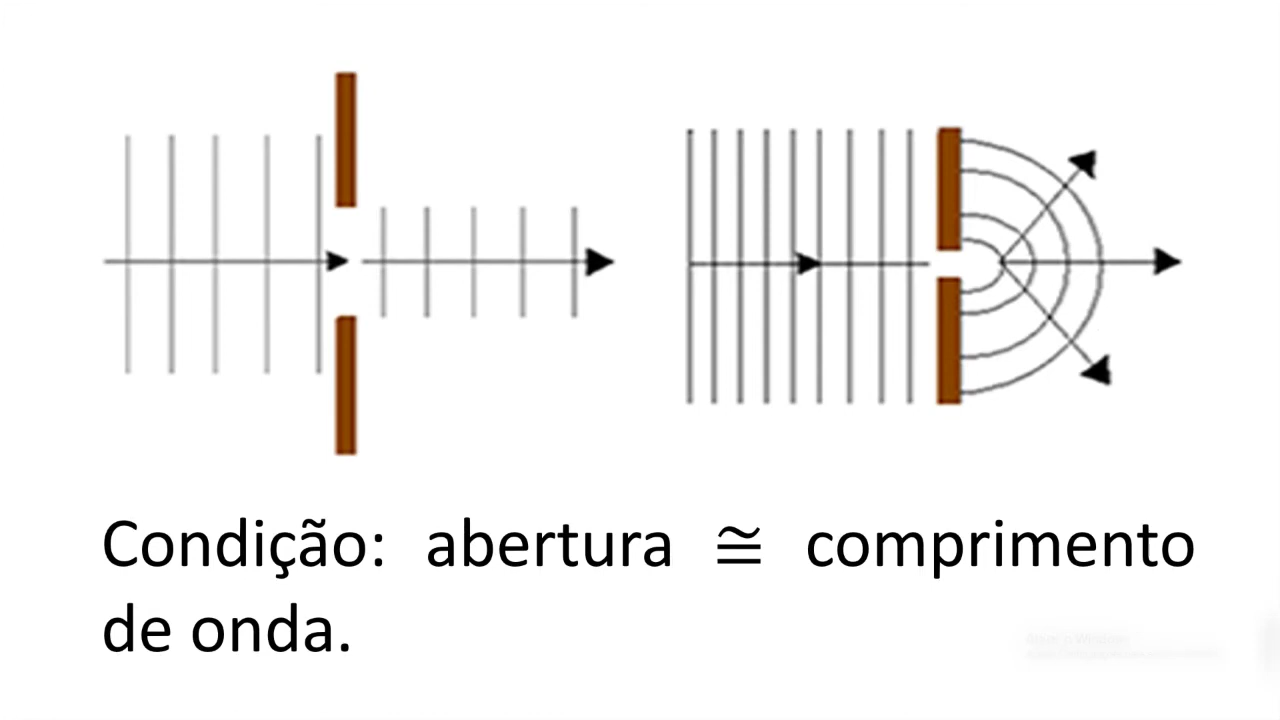 Condição: abertura ≅ comprimento
de onda.